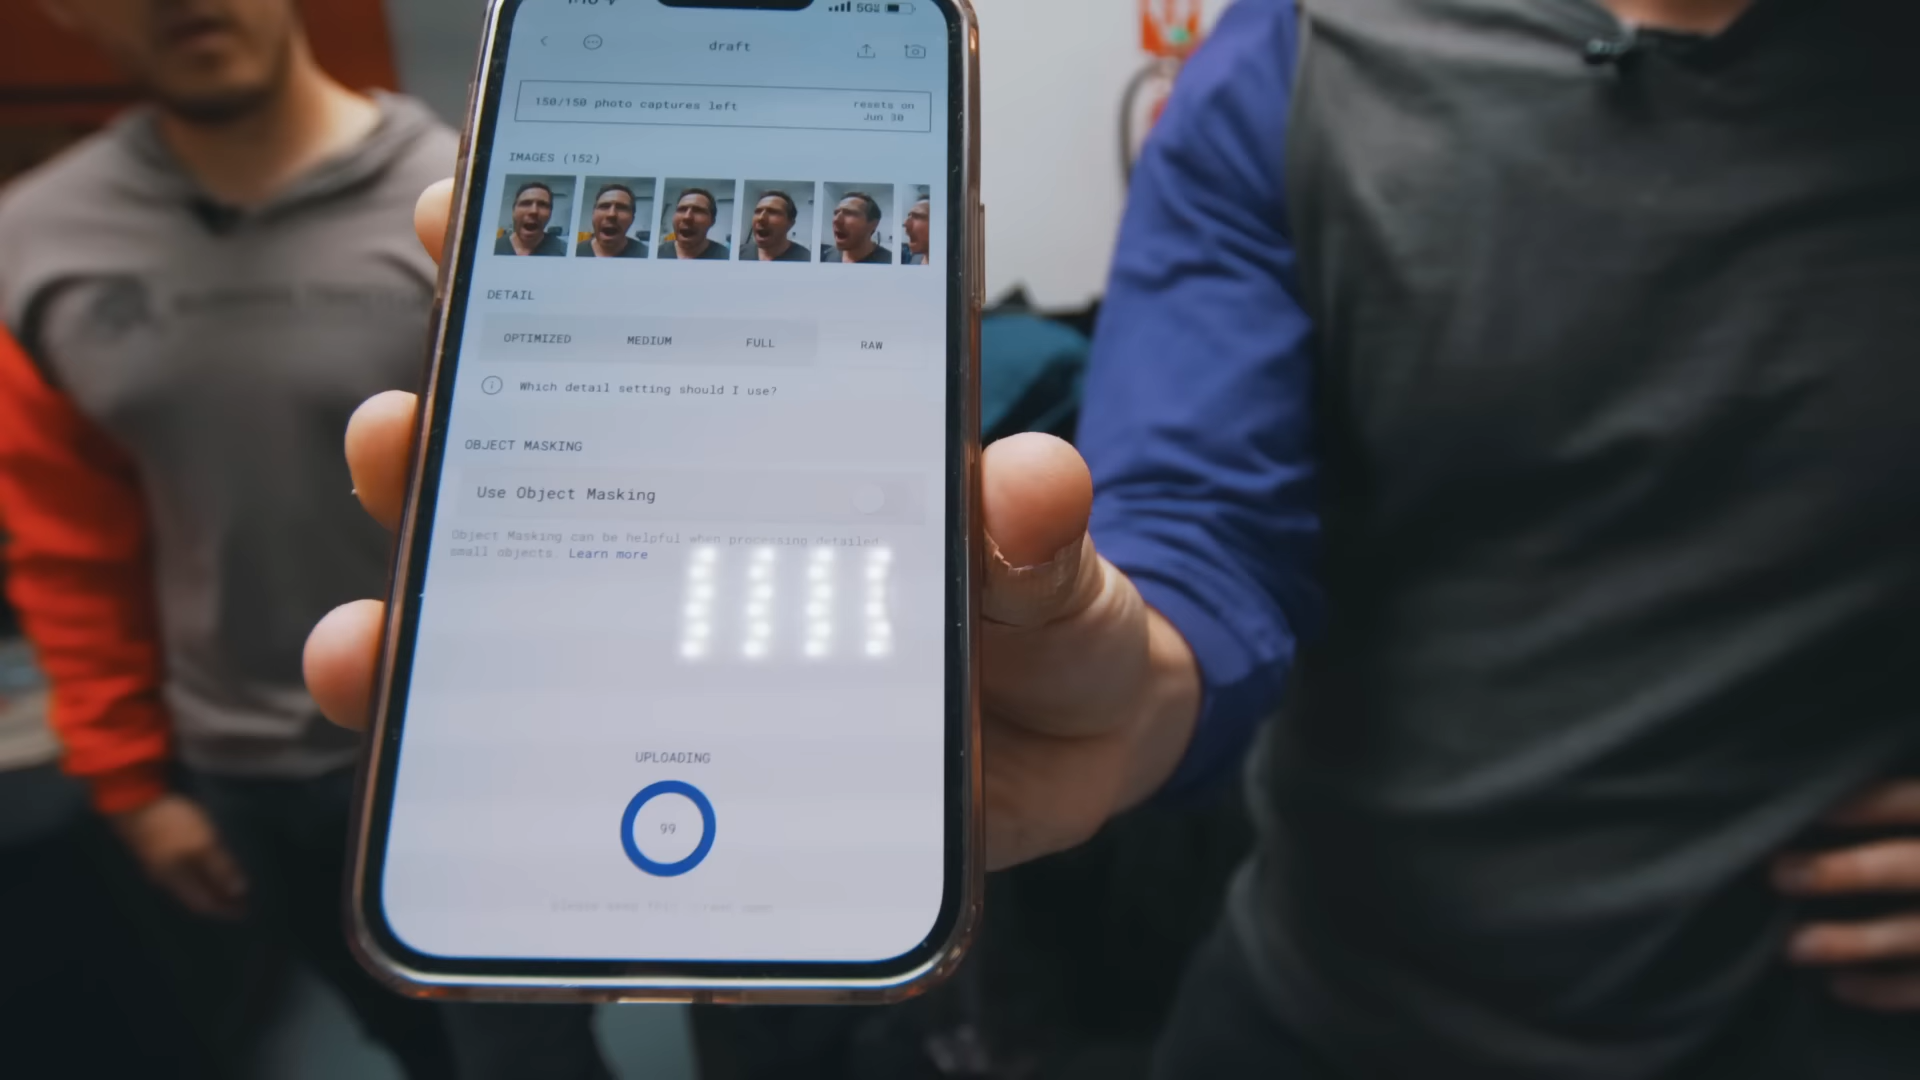 5G
draft
150/150 photo captures left
resets on
Jun 30
IMAGES (152)
DETAIL
OPTIMIZED MEDIUM FULL RAW
Which detail setting should I use?
OBJECT MASKING
Use Object Masking
Object Masking can be helpful when processing detailed
small objects. Learn more
UPLOADING
99